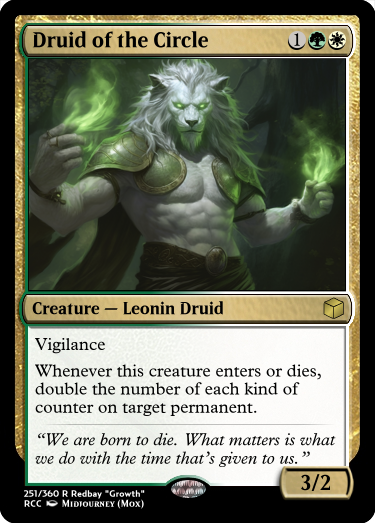 Druid of the Circle 1
Creature — Leonin Druid
Vigilance
Whenever this creature enters or dies,
double the number of each kind of
counter on target permanent.
“We are born to die. What matters is what
we do with the time that's given to us.”
3/2
251/360 R Redbay "Growth"
RCC Midjourney (Mox)